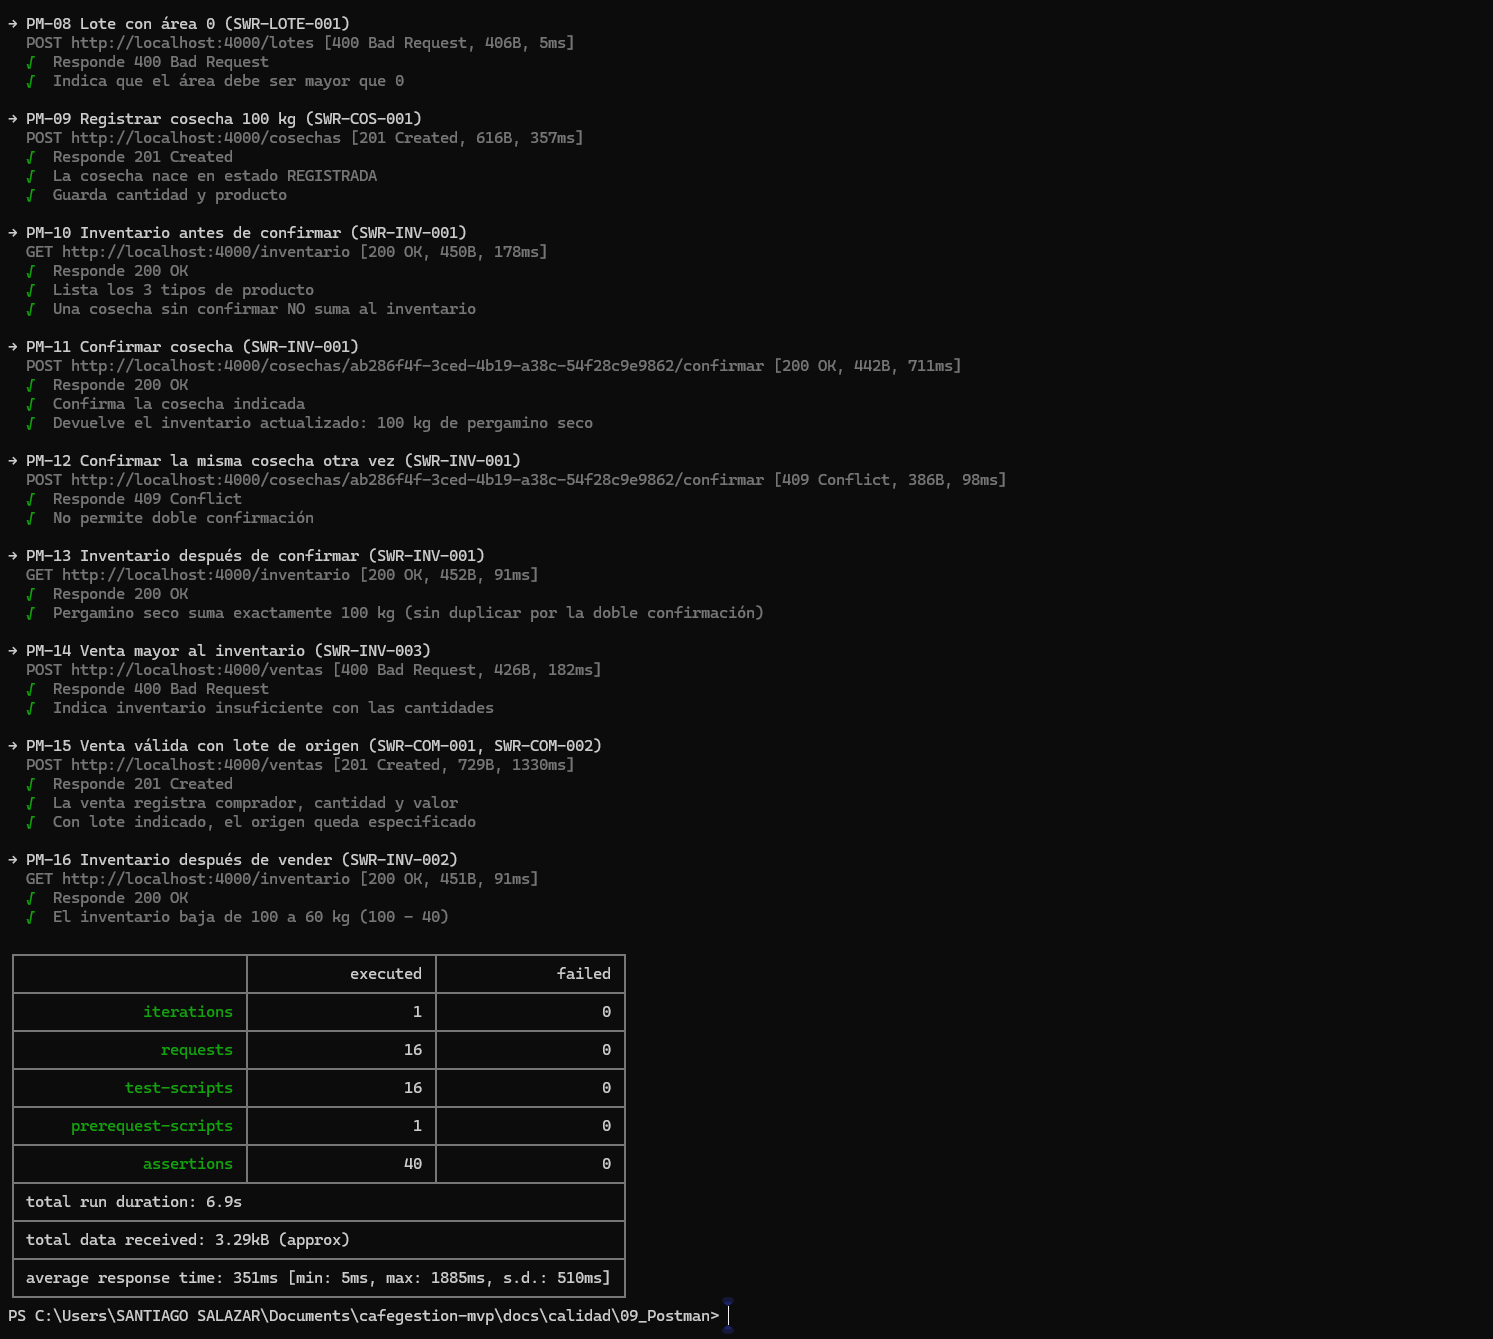 → PM-08 Lote con área 0 (SWR-LOTE-001)
POST http://localhost:4000/lotes [400 Bad Request, 406B, 5ms]
√ Responde 400 Bad Request
√ Indica que el área debe ser mayor que 0
→ PM-09 Registrar cosecha 100 kg (SWR-COS-001)
POST http://localhost:4000/cosechas [201 Created, 616B, 357ms]
√ Responde 201 Created
√ La cosecha nace en estado REGISTRADA
√ Guarda cantidad y producto
→ PM-10 Inventario antes de confirmar (SWR-INV-001)
GET http://localhost:4000/inventario [200 OK, 450B, 178ms]
√ Responde 200 OK
√ Lista los 3 tipos de producto
√ Una cosecha sin confirmar NO suma al inventario
→ PM-11 Confirmar cosecha (SWR-INV-001)
POST http://localhost:4000/cosechas/ab286f4f-3ced-4b19-a38c-54f28c9e9862/confirmar [200 OK, 442B, 711ms]
√ Responde 200 OK
√ Confirma la cosecha indicada
√ Devuelve el inventario actualizado: 100 kg de pergamino seco
→ PM-12 Confirmar la misma cosecha otra vez (SWR-INV-001)
POST http://localhost:4000/cosechas/ab286f4f-3ced-4b19-a38c-54f28c9e9862/confirmar [409 Conflict, 386B, 98ms]
√ Responde 409 Conflict
√ No permite doble confirmación
→ PM-13 Inventario después de confirmar (SWR-INV-001)
GET http://localhost:4000/inventario [200 OK, 452B, 91ms]
√ Responde 200 OK
√ Pergamino seco suma exactamente 100 kg (sin duplicar por la doble confirmación)
→ PM-14 Venta mayor al inventario (SWR-INV-003)
POST http://localhost:4000/ventas [400 Bad Request, 426B, 182ms]
√ Responde 400 Bad Request
√ Indica inventario insuficiente con las cantidades
→ PM-15 Venta válida con lote de origen (SWR-COM-001, SWR-COM-002)
POST http://localhost:4000/ventas [201 Created, 729B, 1330ms]
√ Responde 201 Created
√ La venta registra comprador, cantidad y valor
√ Con lote indicado, el origen queda especificado
→ PM-16 Inventario después de vender (SWR-INV-002)
GET http://localhost:4000/inventario [200 OK, 451B, 91ms]
√ Responde 200 OK
√ El inventario baja de 100 a 60 kg (100 - 40)
executed failed
iterations 1 0
requests 16 0
test-scripts 16 0
prerequest-scripts 1 0
assertions 40 0
total run duration: 6.9s
total data received: 3.29kB (approx)
average response time: 351ms [min: 5ms, max: 1885ms, s.d.: 510ms]
PS C:\Users\SANTIAGO SALAZAR\Documents\cafegestion-mvp\docs\calidad\09_Postman>